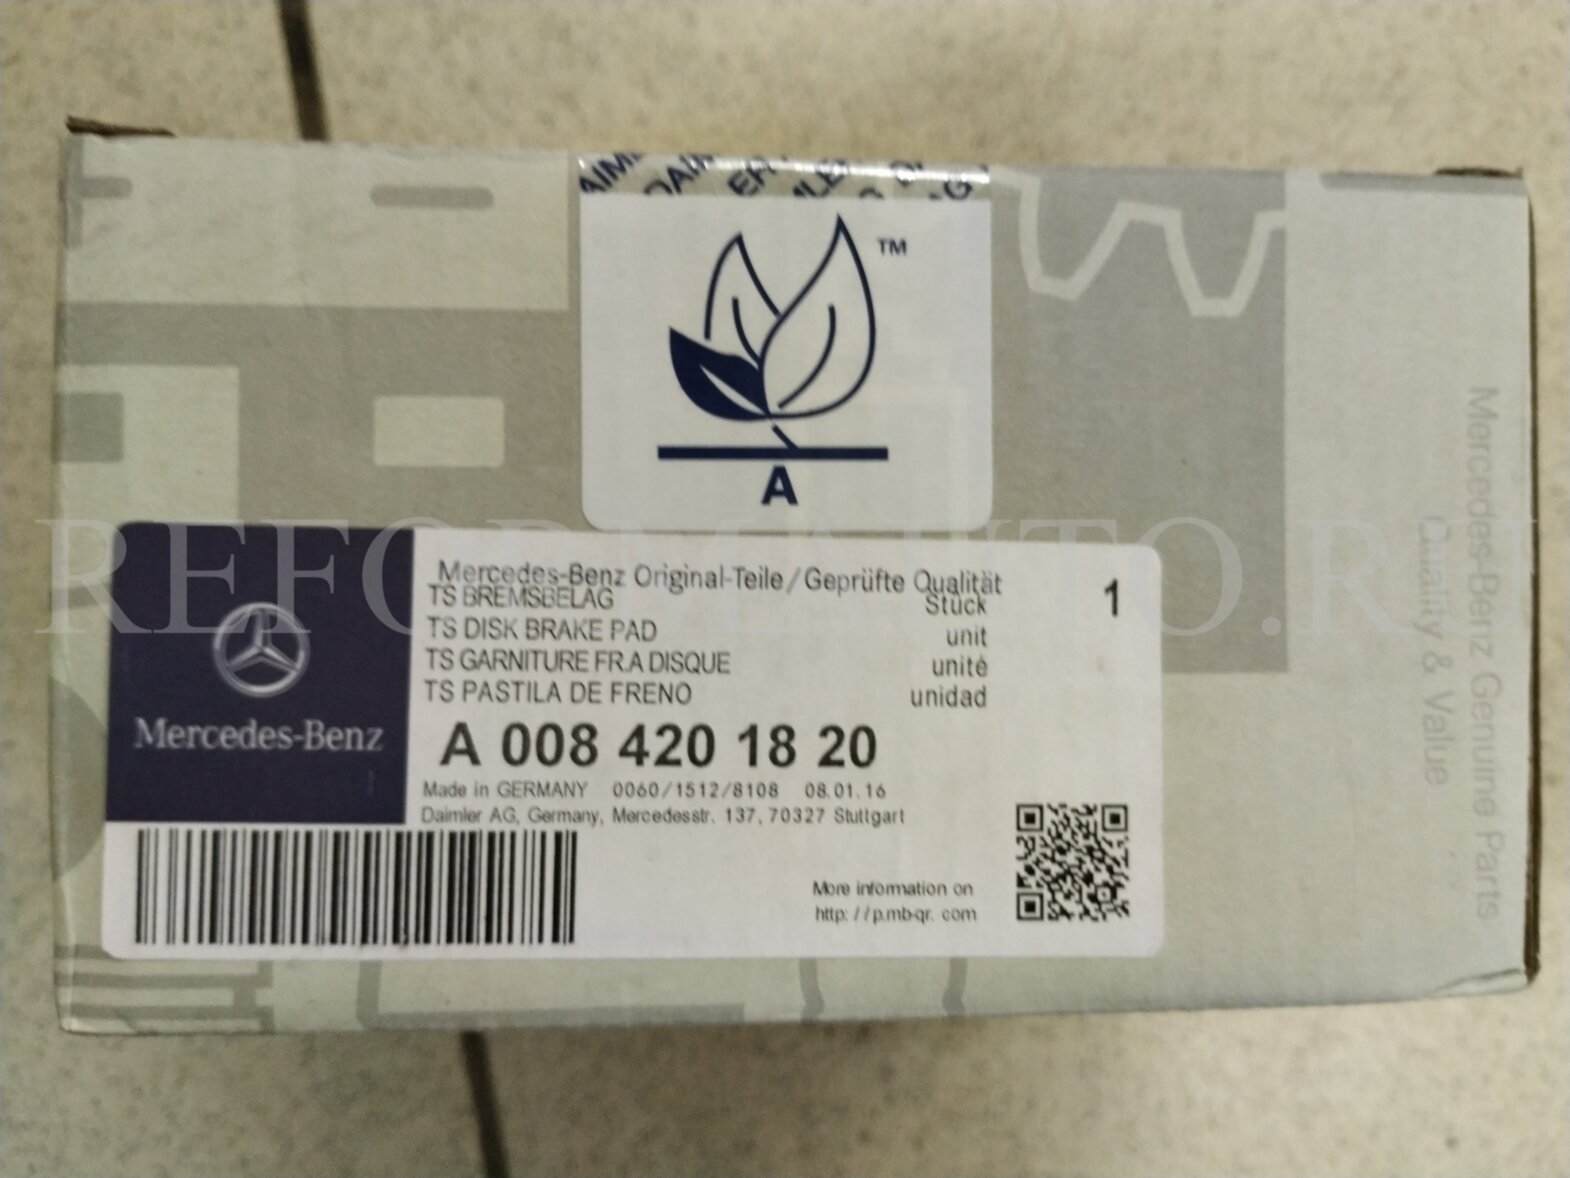 TM
A
Mercedes-Benz Original-Teile/Geprüfte Qualität
TS BREMSBELAG Stück 1
TS DISK BRAKE PAD unit
TS GARNITURE FR.A DISQUE unité
TS PASTILA DE FRENO unidad
Mercedes-Benz
A 008 420 18 20
Made in GERMANY 0060/1512/8108 08.01.16
Daimler AG, Germany, Mercedesstr. 137, 70327 Stuttgart
More information on
http: //p.mb-qr. com
Mercedes-Benz Genuine Parts
Quality & Value
REFORMAUTO.RU